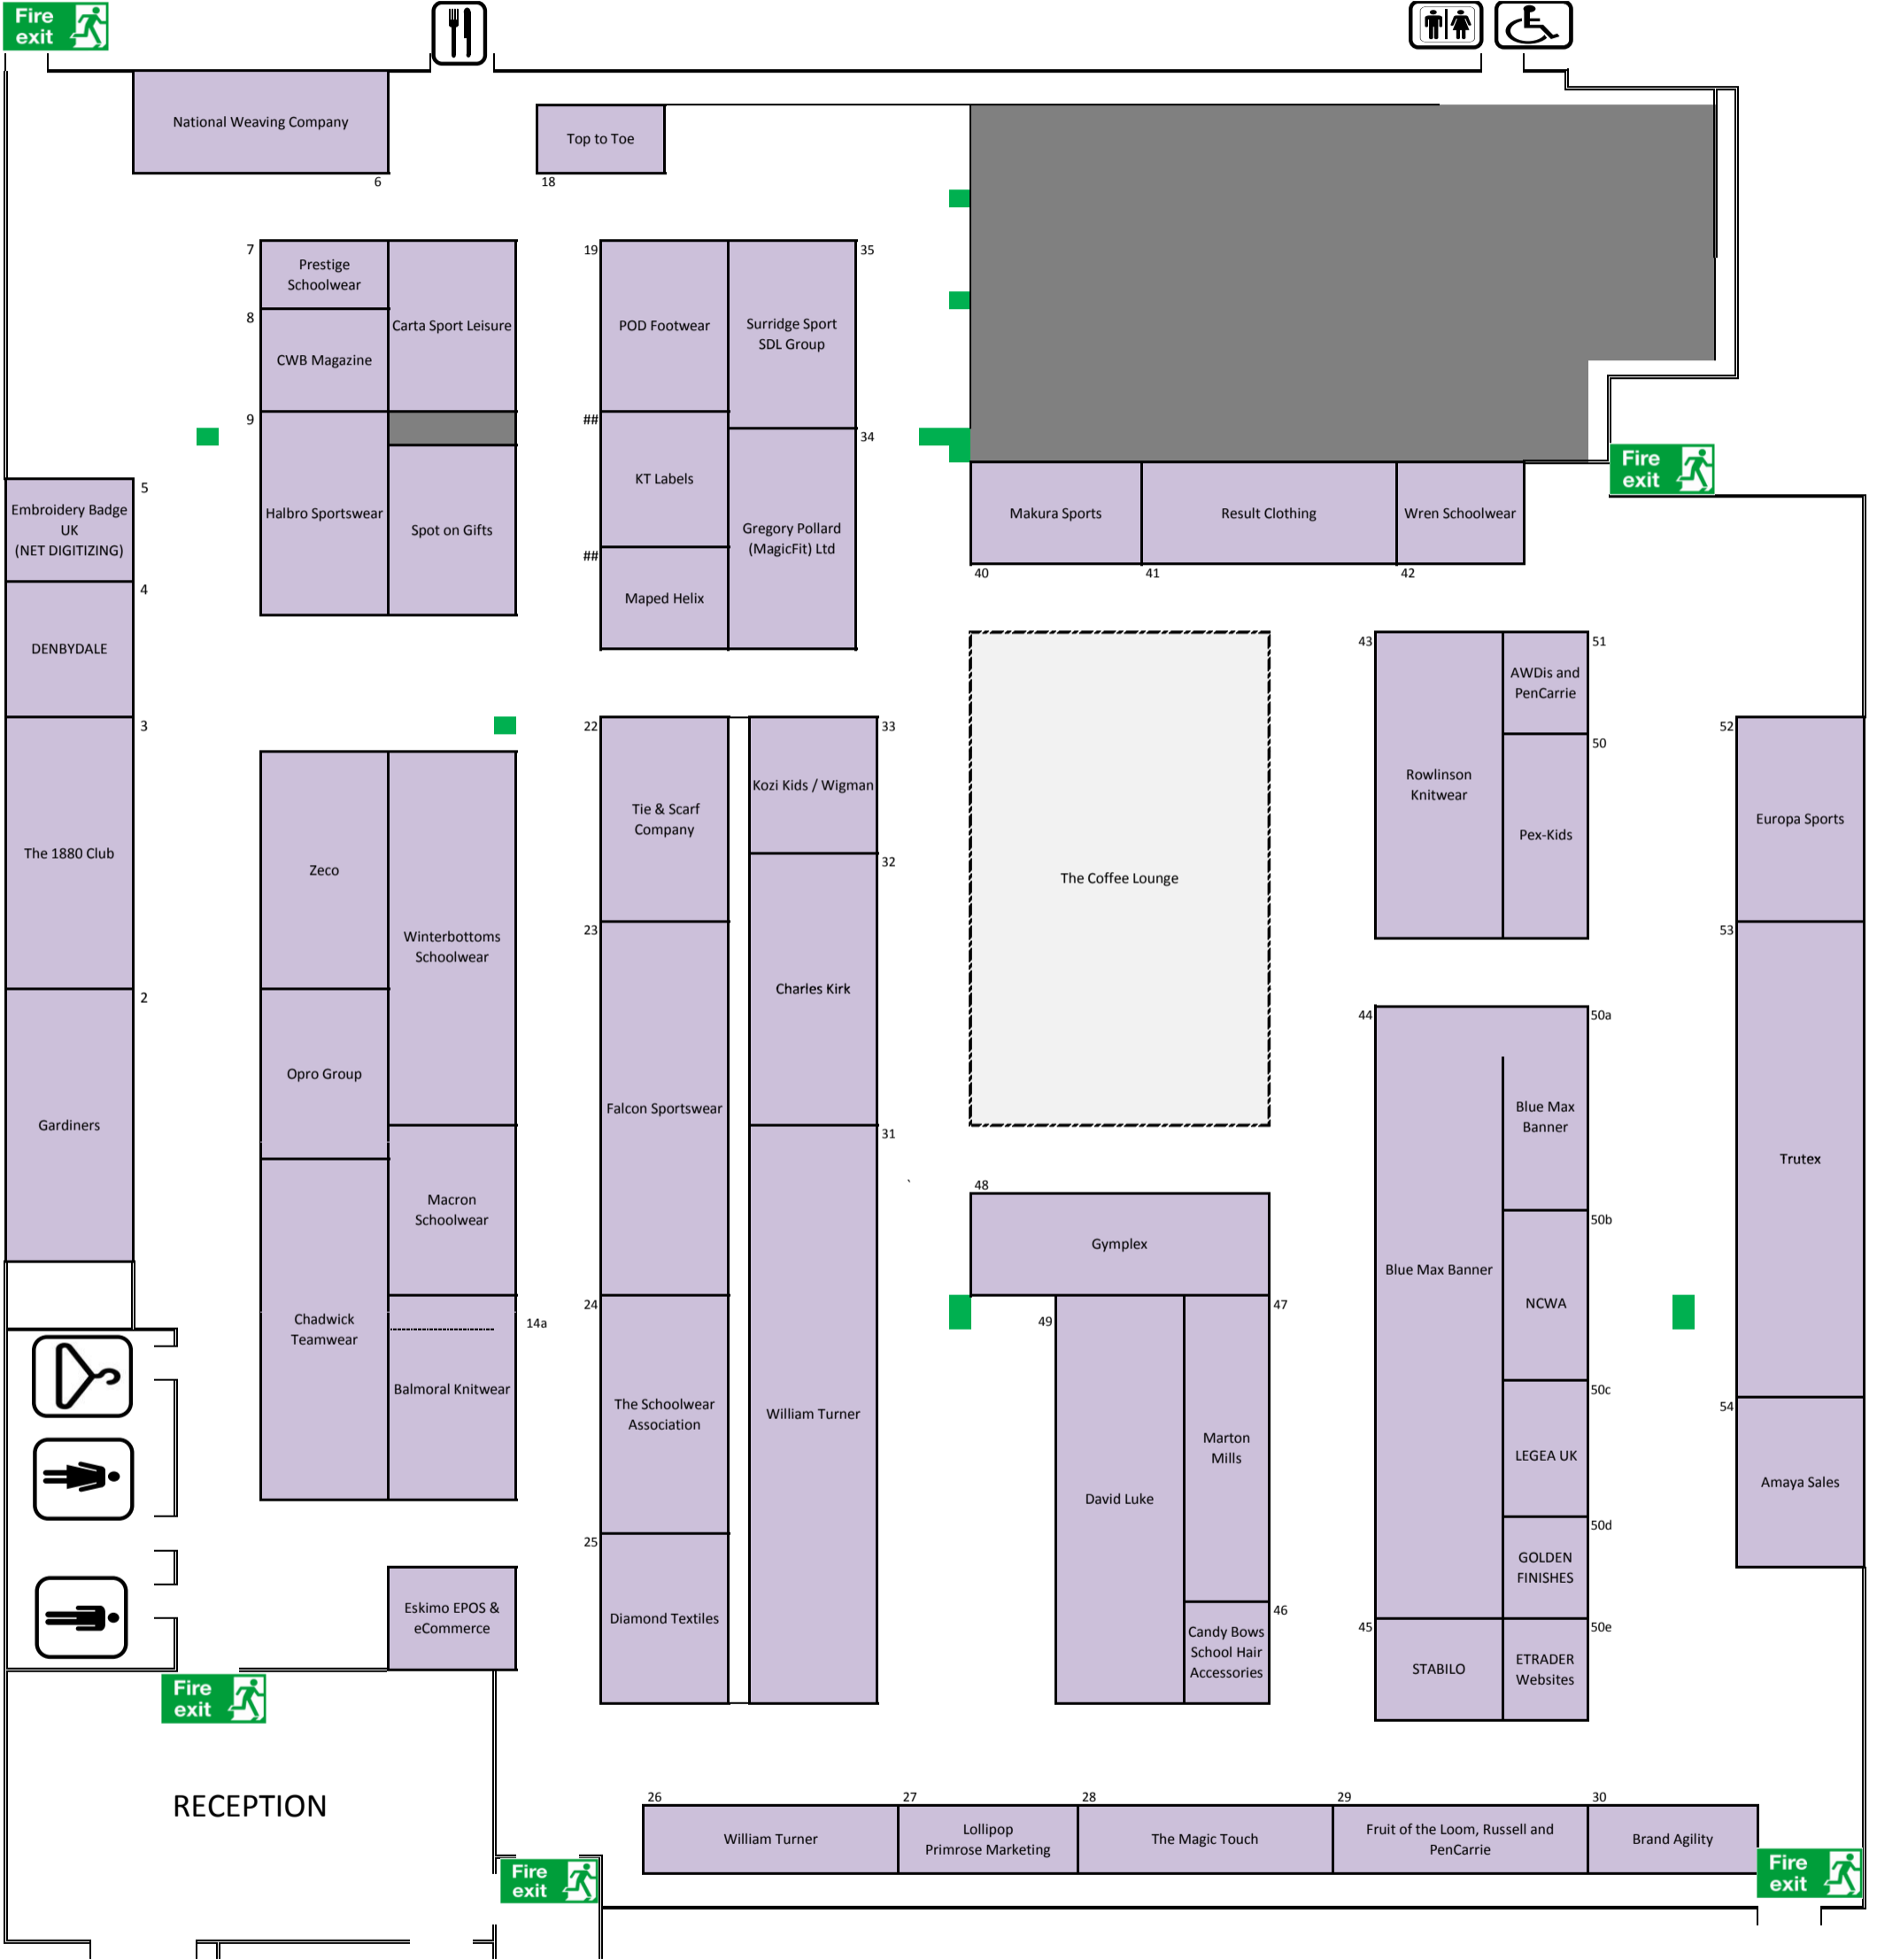 Fire
exit
National Weaving Company
6
Top to Toe
18
7
Prestige
Schoolwear
8
CWB Magazine
Carta Sport Leisure
9
Halbro Sportswear
Spot on Gifts
19
POD Footwear
35
Surridge Sport
SDL Group
##
KT Labels
34
Gregory Pollard
(MagicFit) Ltd
##
Maped Helix
Makura Sports
Result Clothing
Wren Schoolwear
40
41
42
Fire
exit
5
Embroidery Badge
UK
(NET DIGITIZING)
4
DENBYDALE
3
The 1880 Club
2
Gardiners
Zeco
Winterbottoms
Schoolwear
Opro Group
Macron
Schoolwear
Chadwick
Teamwear
14a
Balmoral Knitwear
Eskimo EPOS &
eCommerce
22
Tie & Scarf
Company
33
Kozi Kids / Wigman
32
Charles Kirk
23
Falcon Sportswear
31
William Turner
24
The Schoolwear
Association
25
Diamond Textiles
The Coffee Lounge
48
Gymplex
49
David Luke
47
Marton
Mills
46
Candy Bows
School Hair
Accessories
43
Rowlinson
Knitwear
51
AWDis and
PenCarrie
50
Pex-Kids
44
Blue Max Banner
50a
Blue Max
Banner
50b
NCWA
50c
LEGEA UK
50d
GOLDEN
FINISHES
45
STABILO
50e
ETRADER
Websites
52
Europa Sports
53
Trutex
54
Amaya Sales
Fire
exit
RECEPTION
Fire
exit
26
William Turner
27
Lollipop
Primrose Marketing
28
The Magic Touch
29
Fruit of the Loom, Russell and
PenCarrie
30
Brand Agility
Fire
exit